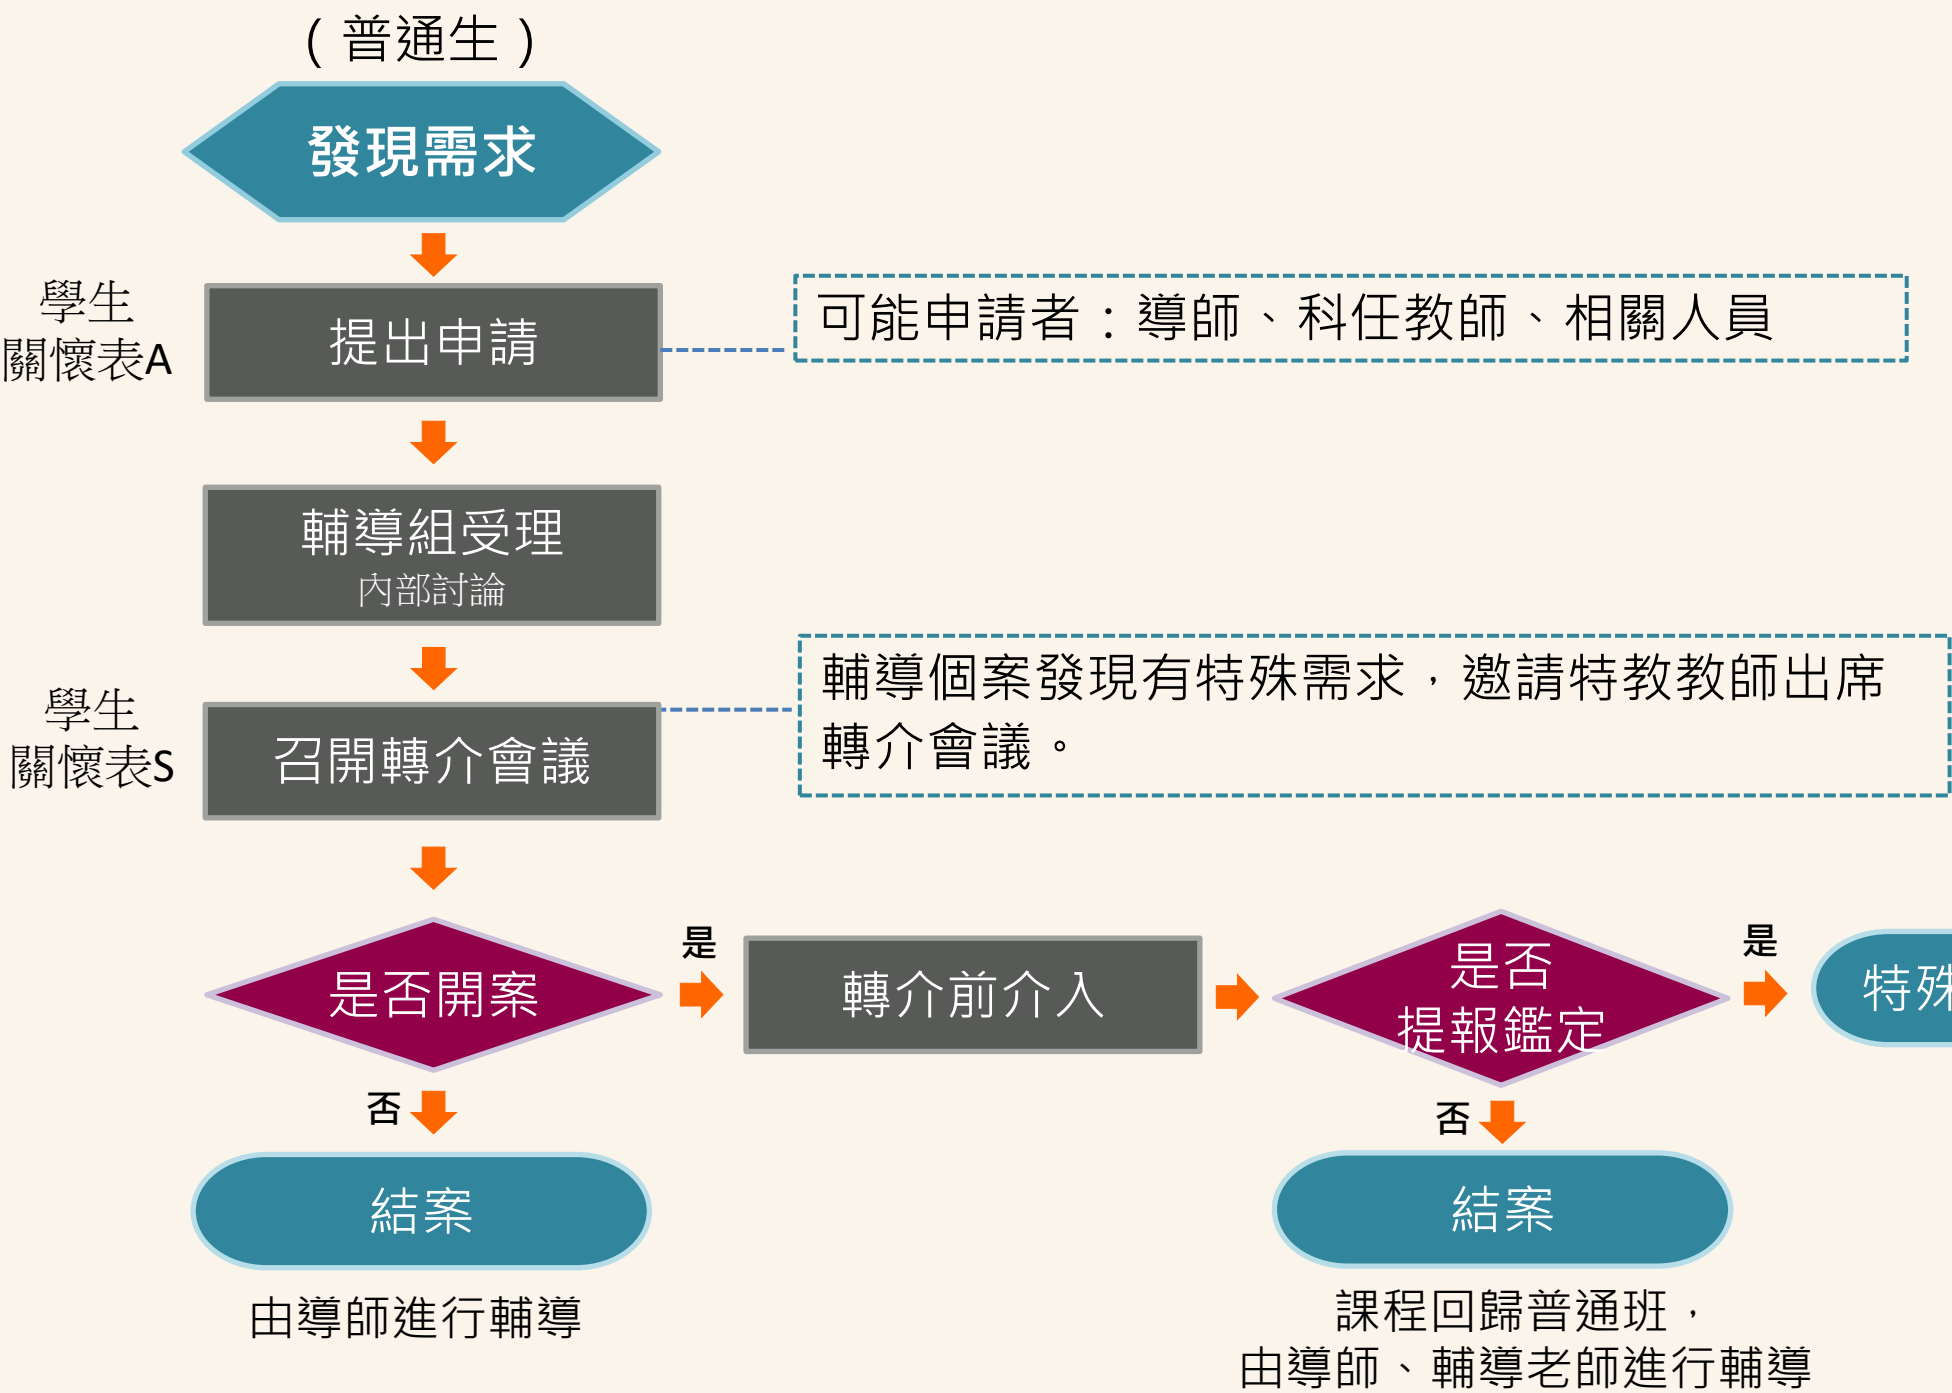 （普通生）
發現需求
學生
關懷表A
提出申請
可能申請者：導師、科任教師、相關人員
輔導組受理
內部討論
輔導個案發現有特殊需求，邀請特教教師出席
轉介會議。
學生
關懷表S
召開轉介會議
是否開案
是
轉介前介入
是否
提報鑑定
是
特殊
否
結案
由導師進行輔導
否
結案
課程回歸普通班，
由導師、輔導老師進行輔導